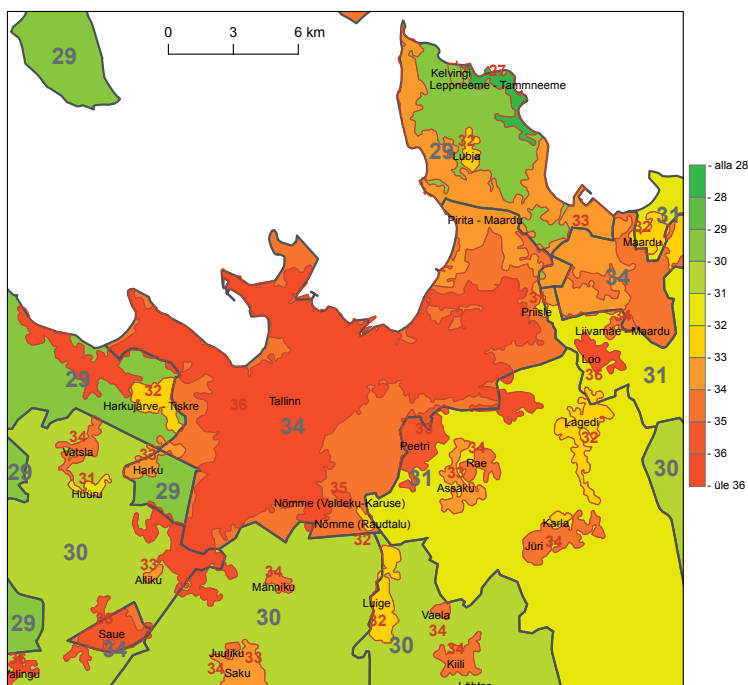 0 3 6 km
29
Kelvingi 27
Leppneeme - Tammneeme
32
29
Lubja
- alla 28
- 28
- 29
- 30
- 31
- 32
- 33
- 34
- 35
- 36
- üle 36
Pirita - Maardu
33
32
31
Maardu
34
Priisle
34
Liivamäe - Maardu
Loo
36
31
29
32
Harkujärve - Tiskre
36
Tallinn
34
Lagedi
32
34
Vatsla
Peetri
31
34
Rae
33
Assaku
29
31
Hüüru
Harku
29
35
Nõmme (Valdeku-Karuse)
Nõmme (Raudtalu)
32
30
Karla
Jüri 34
30
33
Alliku
34
Männiku
30
Luige
32
30
Vaela
34
34
Kiili
29
Saue
34
Juuliku
34
33
Saku